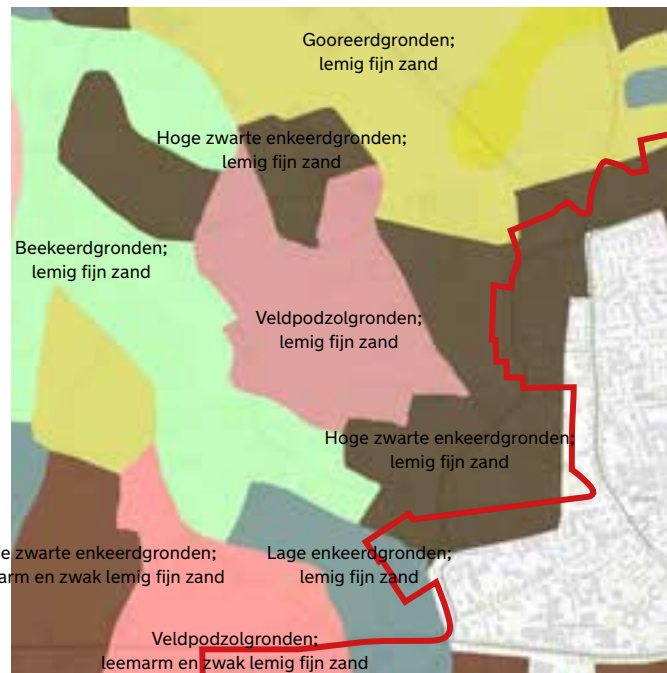 Gooreerdgronden;
lemig fijn zand
Hoge zwarte enkeerdgronden;
lemig fijn zand
Beekeerdgronden;
lemig fijn zand
Veldpodzolgronden;
lemig fijn zand
Hoge zwarte enkeerdgronden;
lemig fijn zand
e zwarte enkeerdgronden;
arm en zwak lemig fijn zand
Lage enkeerdgronden;
lemig fijn zand
Veldpodzolgronden;
leemarm en zwak lemig fijn zand